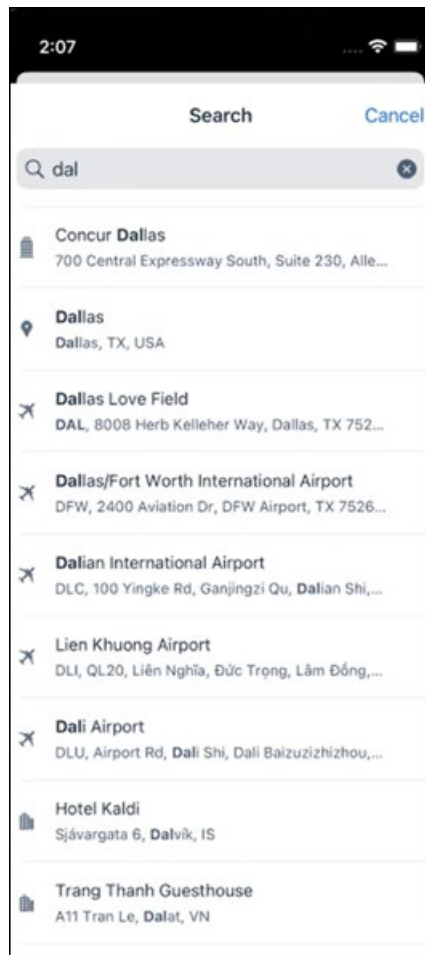 2:07
Search
Cancel
dal
Concur Dallas
700 Central Expressway South, Suite 230, Alle...
Dallas
Dallas, TX, USA
Dallas Love Field
DAL, 8008 Herb Kelleher Way, Dallas, TX 752...
Dallas/Fort Worth International Airport
DFW, 2400 Aviation Dr, DFW Airport, TX 7526...
Dalian International Airport
DLC, 100 Yingke Rd, Ganjingzi Qu, Dalian Shi,...
Lien Khuong Airport
DLI, QL20, Liên Nghĩa, Đức Trọng, Lâm Đồng,...
Dali Airport
DLU, Airport Rd, Dali Shi, Dali Baizuzizhizhou,...
Hotel Kaldi
Sjávargata 6, Dalvík, IS
Trang Thanh Guesthouse
A11 Tran Le, Dalat, VN